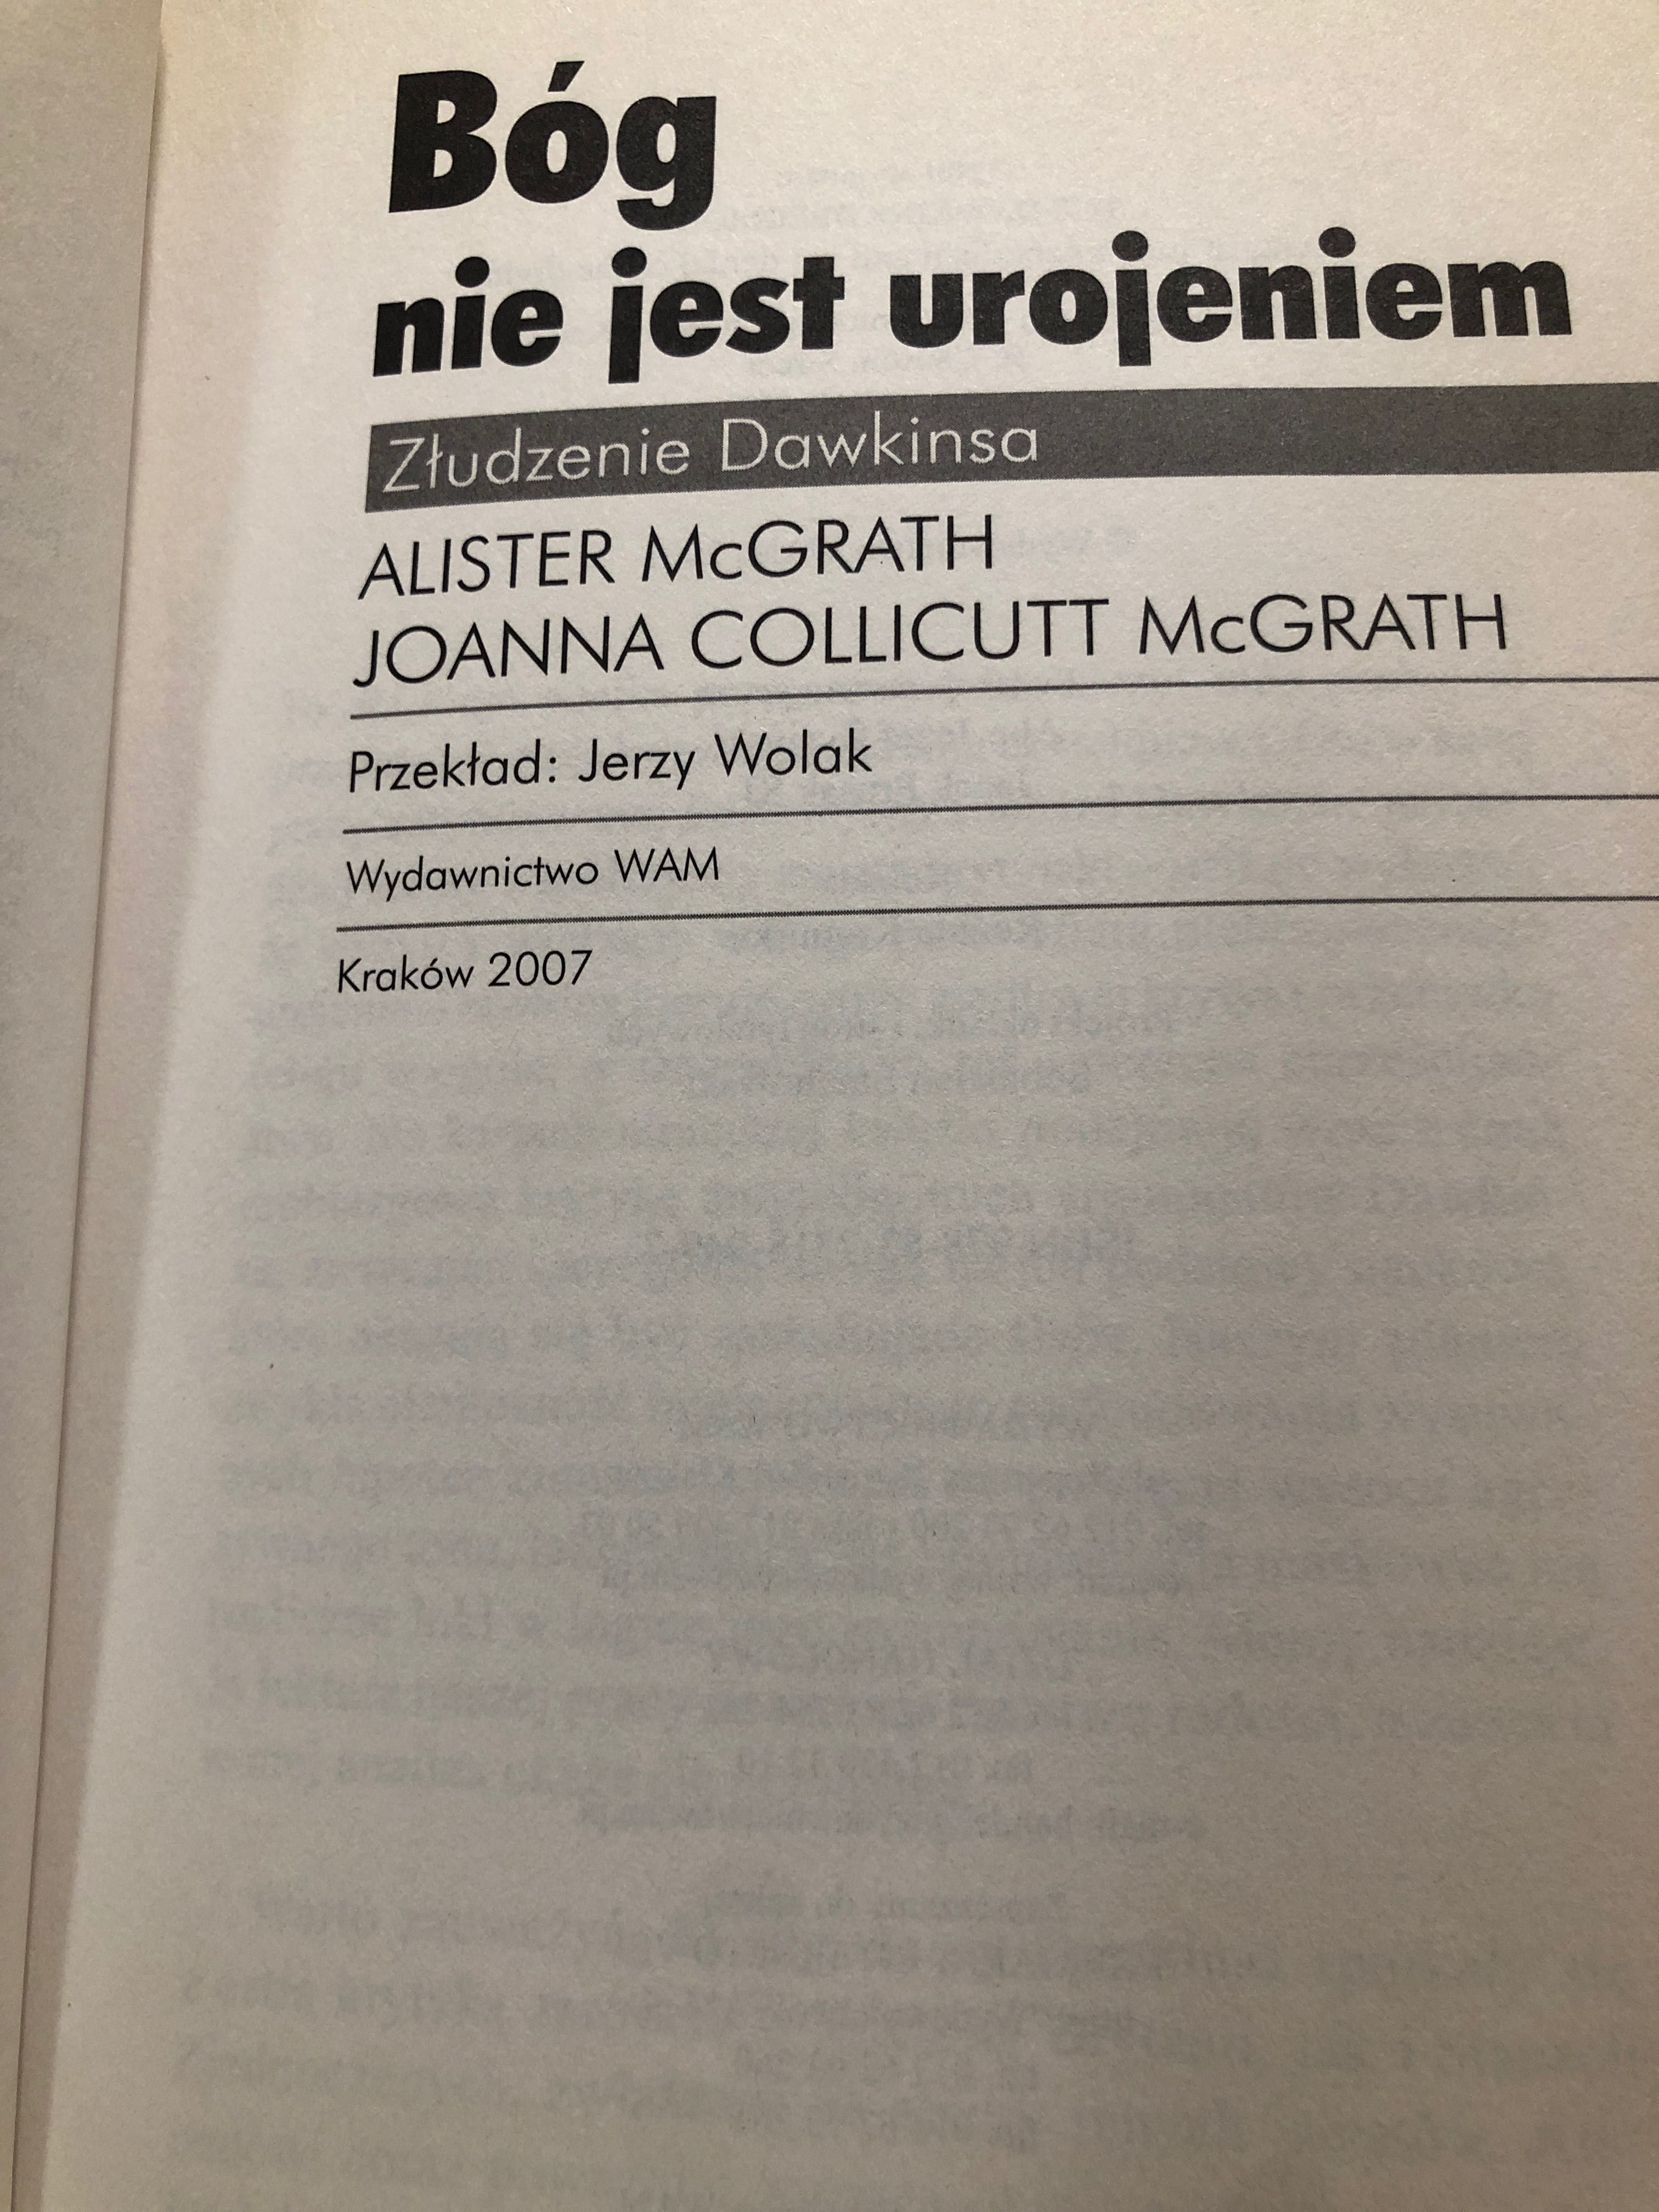 Bóg
nie jest urojeniem
Złudzenie Dawkinsa
ALISTER McGRATH
JOANNA COLLICUTT McGRATH
Przekład: Jerzy Wolak
Wydawnictwo WAM
Kraków 2007